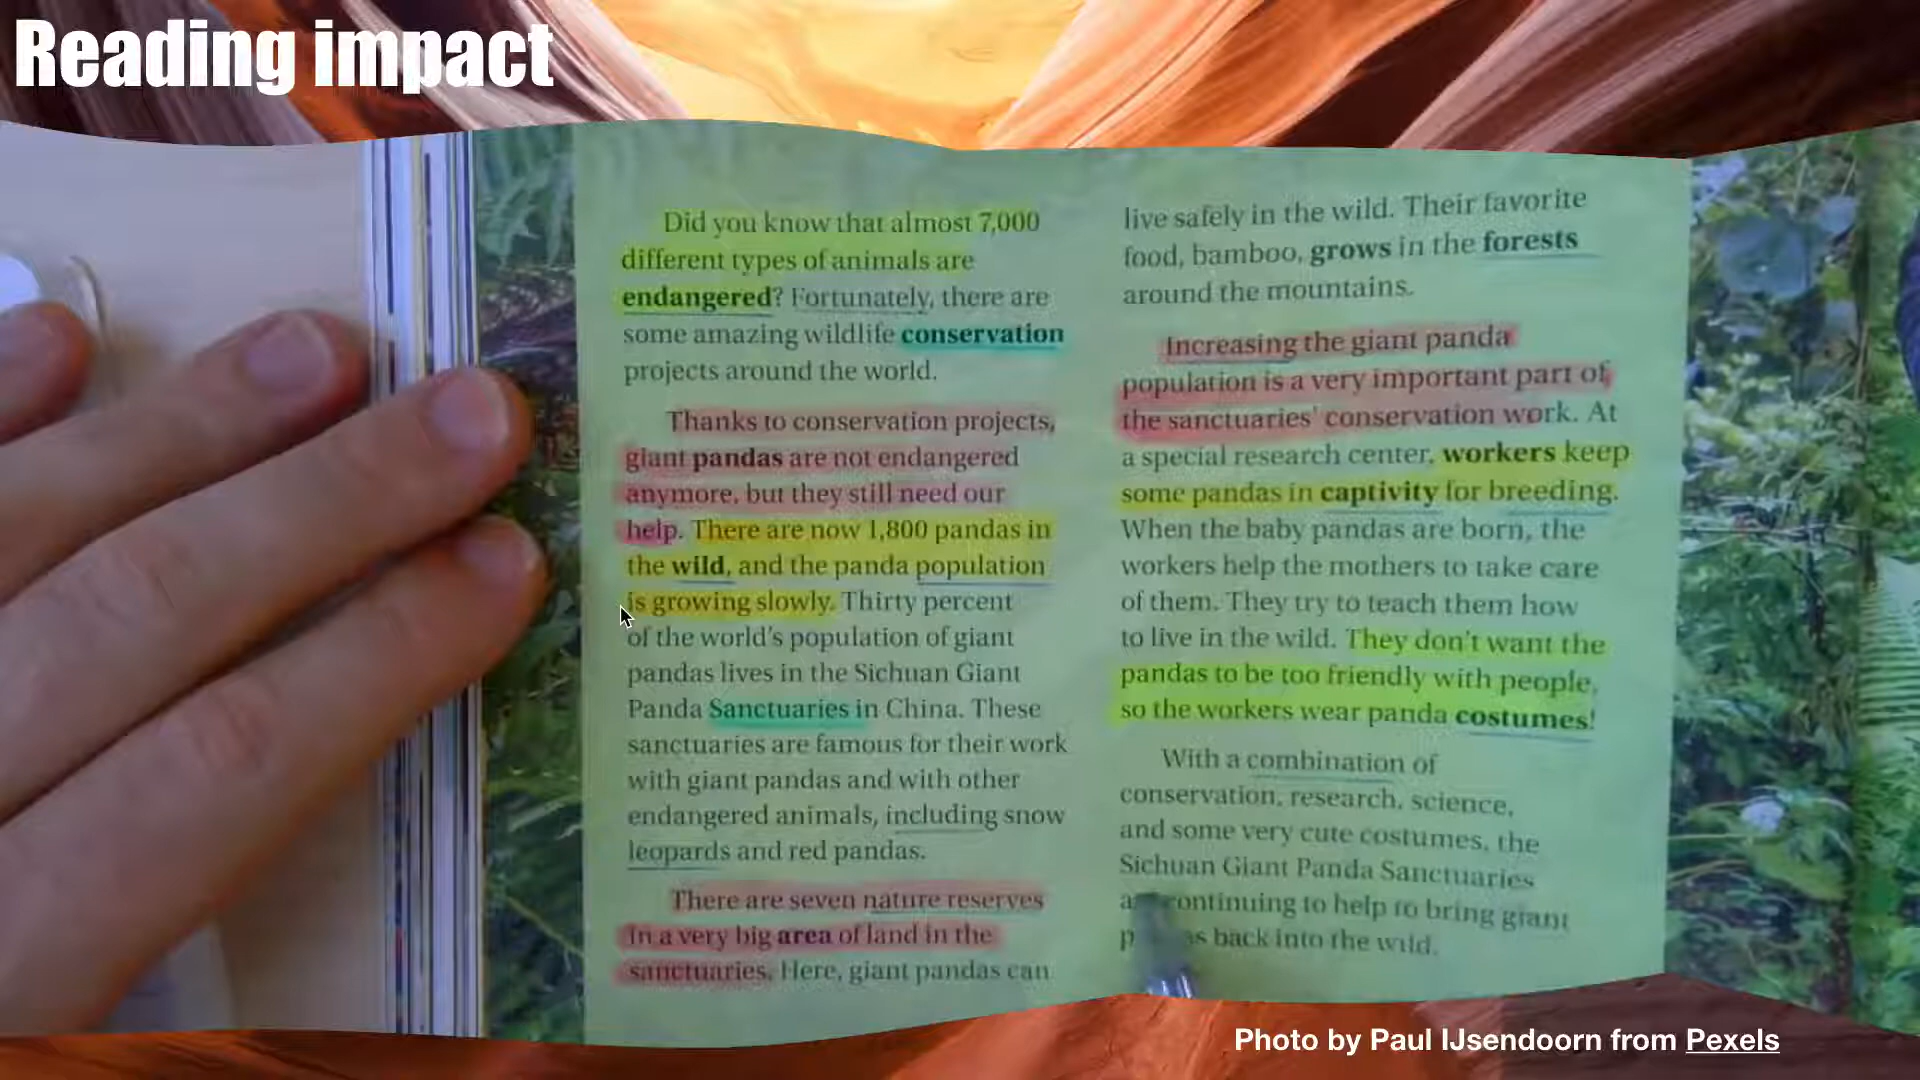 Reading impact
Did you know that almost 7,000
different types of animals are
endangered? Fortunately, there are
some amazing wildlife conservation
projects around the world.
Thanks to conservation projects,
giant pandas are not endangered
anymore, but they still need our
help. There are now 1,800 pandas in
the wild, and the panda population
is growing slowly. Thirty percent
of the world's population of giant
pandas lives in the Sichuan Giant
Panda Sanctuaries in China. These
sanctuaries are famous for their work
with giant pandas and with other
endangered animals, including snow
leopards and red pandas.
There are seven nature reserves
in a very big area of land in the
sanctuaries. Here, giant pandas can
live safely in the wild. Their favorite
food, bamboo, grows in the forests
around the mountains.
Increasing the giant panda
population is a very important part of
the sanctuaries' conservation work. At
a special research center, workers keep
some pandas in captivity for breeding.
When the baby pandas are born, the
workers help the mothers to take care
of them. They try to teach them how
to live in the wild. They don't want the
pandas to be too friendly with people,
so the workers wear panda costumes!
With a combination of
conservation, research, science,
and some very cute costumes, the
Sichuan Giant Panda Sanctuaries
continuing to help to bring giant
back into the wild.
Photo by Paul IJsendoorn from Pexels